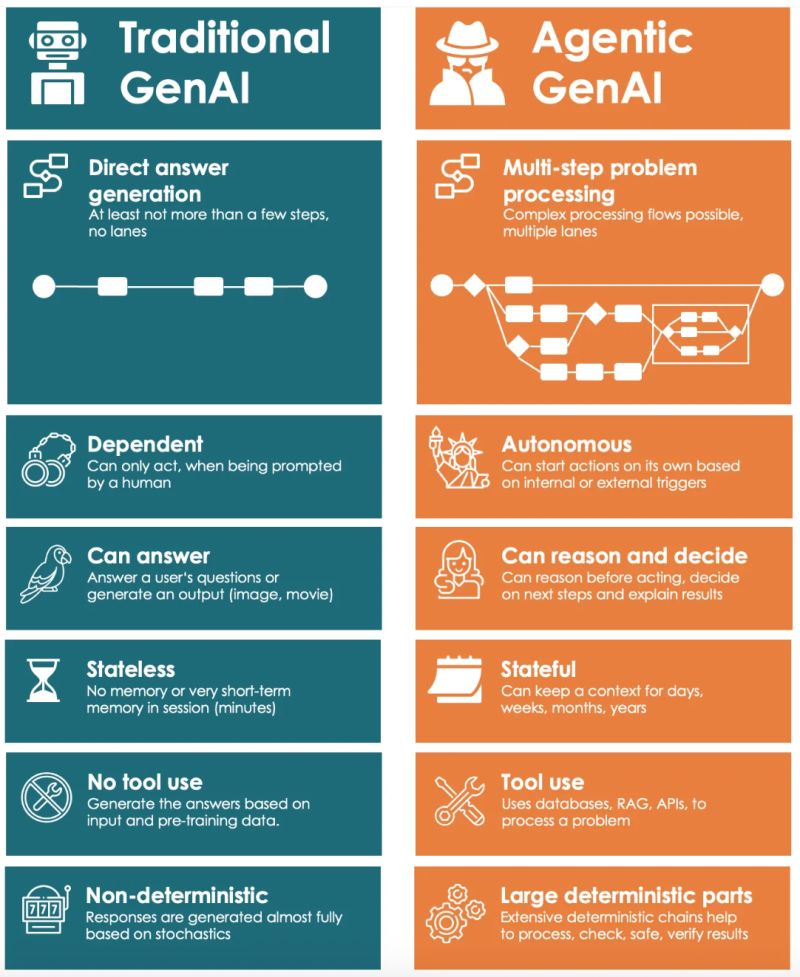 Traditional
GenAI
Agentic
GenAI
Direct answer
generation
At least not more than a few steps,
no lanes
Multi-step problem
processing
Complex processing flows possible,
multiple lanes
Dependent
Can only act, when being prompted
by a human
Autonomous
Can start actions on its own based
on internal or external triggers
Can answer
Answer a user's questions or
generate an output (image, movie)
Can reason and decide
Can reason before acting, decide
on next steps and explain results
Stateless
No memory or very short-term
memory in session (minutes)
Stateful
Can keep a context for days,
weeks, months, years
No tool use
Generate the answers based on
input and pre-training data.
Tool use
Uses databases, RAG, APIs, to
process a problem
777
Non-deterministic
Responses are generated almost fully
based on stochastics
Large deterministic parts
Extensive deterministic chains help
to process, check, safe, verify results